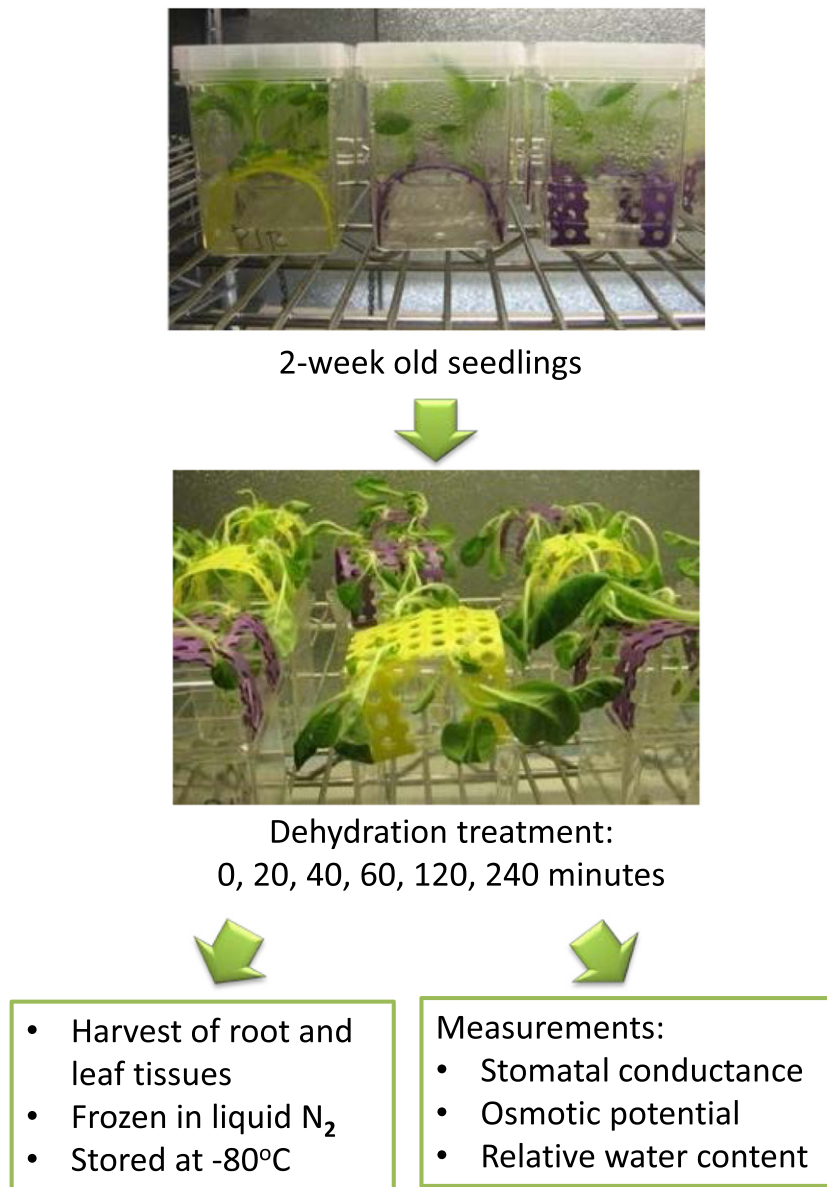 2-week old seedlings
Dehydration treatment:
0, 20, 40, 60, 120, 240 minutes
• Harvest of root and
leaf tissues
• Frozen in liquid N₂
• Stored at -80ºC
Measurements:
• Stomatal conductance
• Osmotic potential
• Relative water content